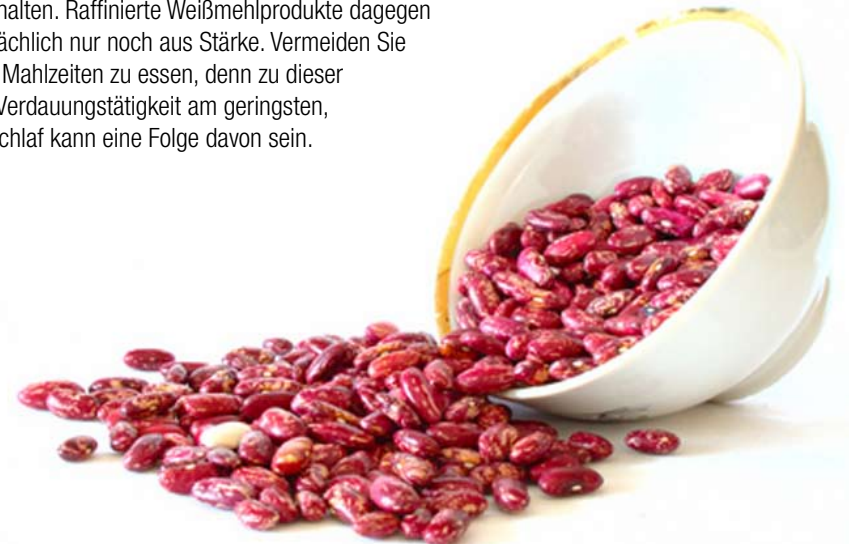 halten. Raffinierte Weißmehlprodukte dagegen
ächlich nur noch aus Stärke. Vermeiden Sie
Mahlzeiten zu essen, denn zu dieser
Verdauungstätigkeit am geringsten,
chlaf kann eine Folge davon sein.